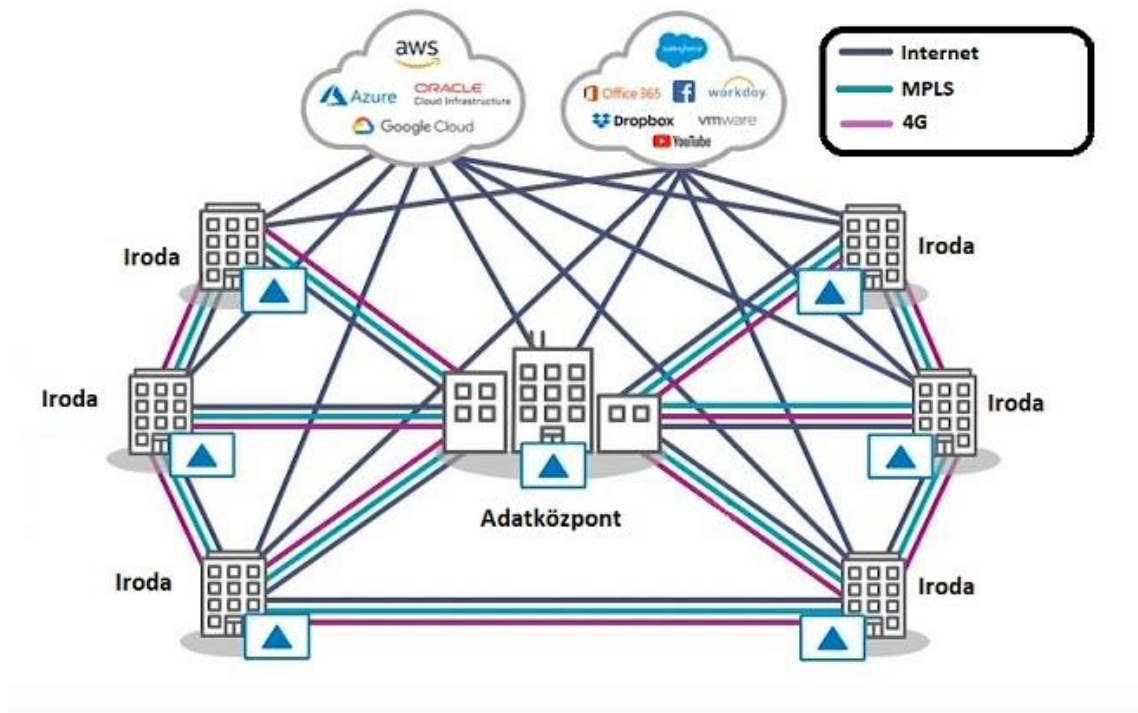 aws
Azure
ORACLE
Cloud Infrastructure
Google Cloud
salesforce
Office 365
workday
Dropbox
vmware
YouTube
Internet
MPLS
4G
Iroda
Iroda
Iroda
Iroda
Adatközpont
Iroda
Iroda